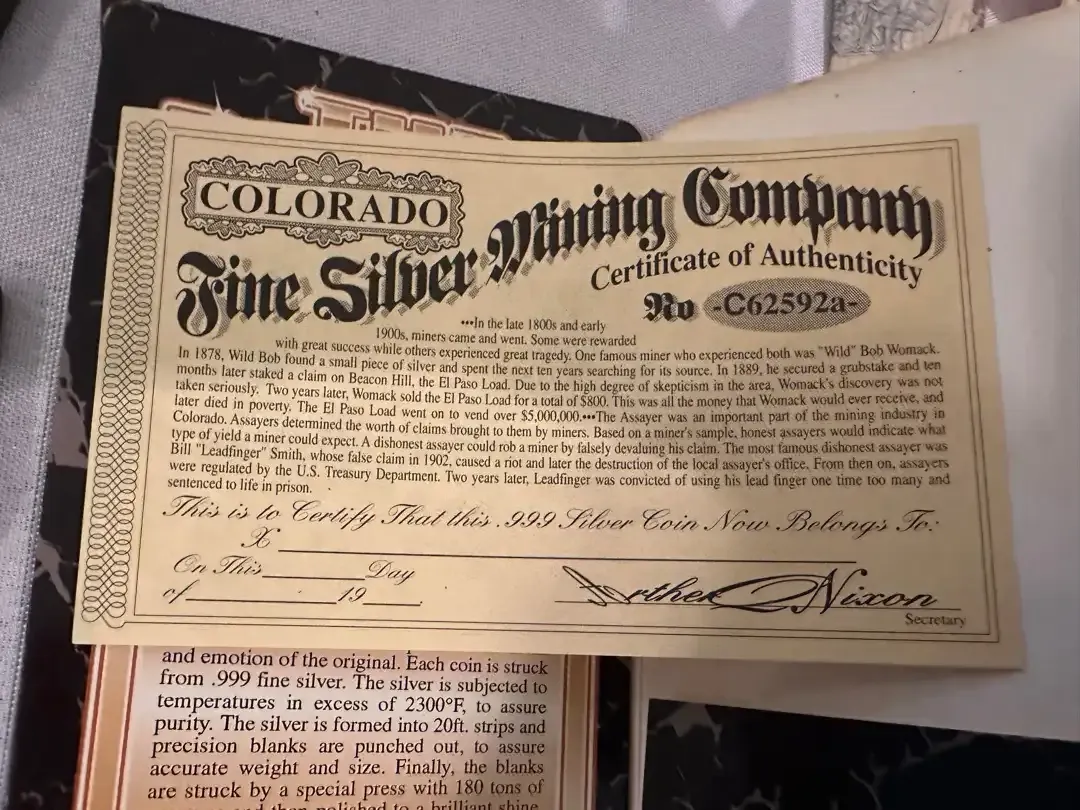 COLORADO
Fine Silver Mining Company
Certificate of Authenticity
No -C62592a-
•••In the late 1800s and early
1900s, miners came and went. Some were rewarded
with great success while others experienced great tragedy. One famous miner who experienced both was "Wild" Bob Womack.
In 1878, Wild Bob found a small piece of silver and spent the next ten years searching for its source. In 1889, he secured a grubstake and ten
months later staked a claim on Beacon Hill, the El Paso Load. Due to the high degree of skepticism in the area, Womack's discovery was not
taken seriously. Two years later, Womack sold the El Paso Load for a total of $800. This was all the money that Womack would ever receive, and
later died in poverty. The El Paso Load went on to vend over $5,000,000.•••The Assayer was an important part of the mining industry in
Colorado. Assayers determined the worth of claims brought to them by miners. Based on a miner's sample, honest assayers would indicate what
type of yield a miner could expect. A dishonest assayer could rob a miner by falsely devaluing his claim. The most famous dishonest assayer was
Bill "Leadfinger" Smith, whose false claim in 1902, caused a riot and later the destruction of the local assayer's office. From then on, assayers
were regulated by the U.S. Treasury Department. Two years later, Leadfinger was convicted of using his lead finger one time too many and
sentenced to life in prison.
This is to Certify That this .999 Silver Coin Now Belongs To:
X
On This Day
of 19
Nixon
Secretary
and emotion of the original. Each coin is struck
from .999 fine silver. The silver is subjected to
temperatures in excess of 2300°F, to assure
purity. The silver is formed into 20ft. strips and
precision blanks are punched out, to assure
accurate weight and size. Finally, the blanks
are struck by a special press with 180 tons of
and then polished to a brilliant shine